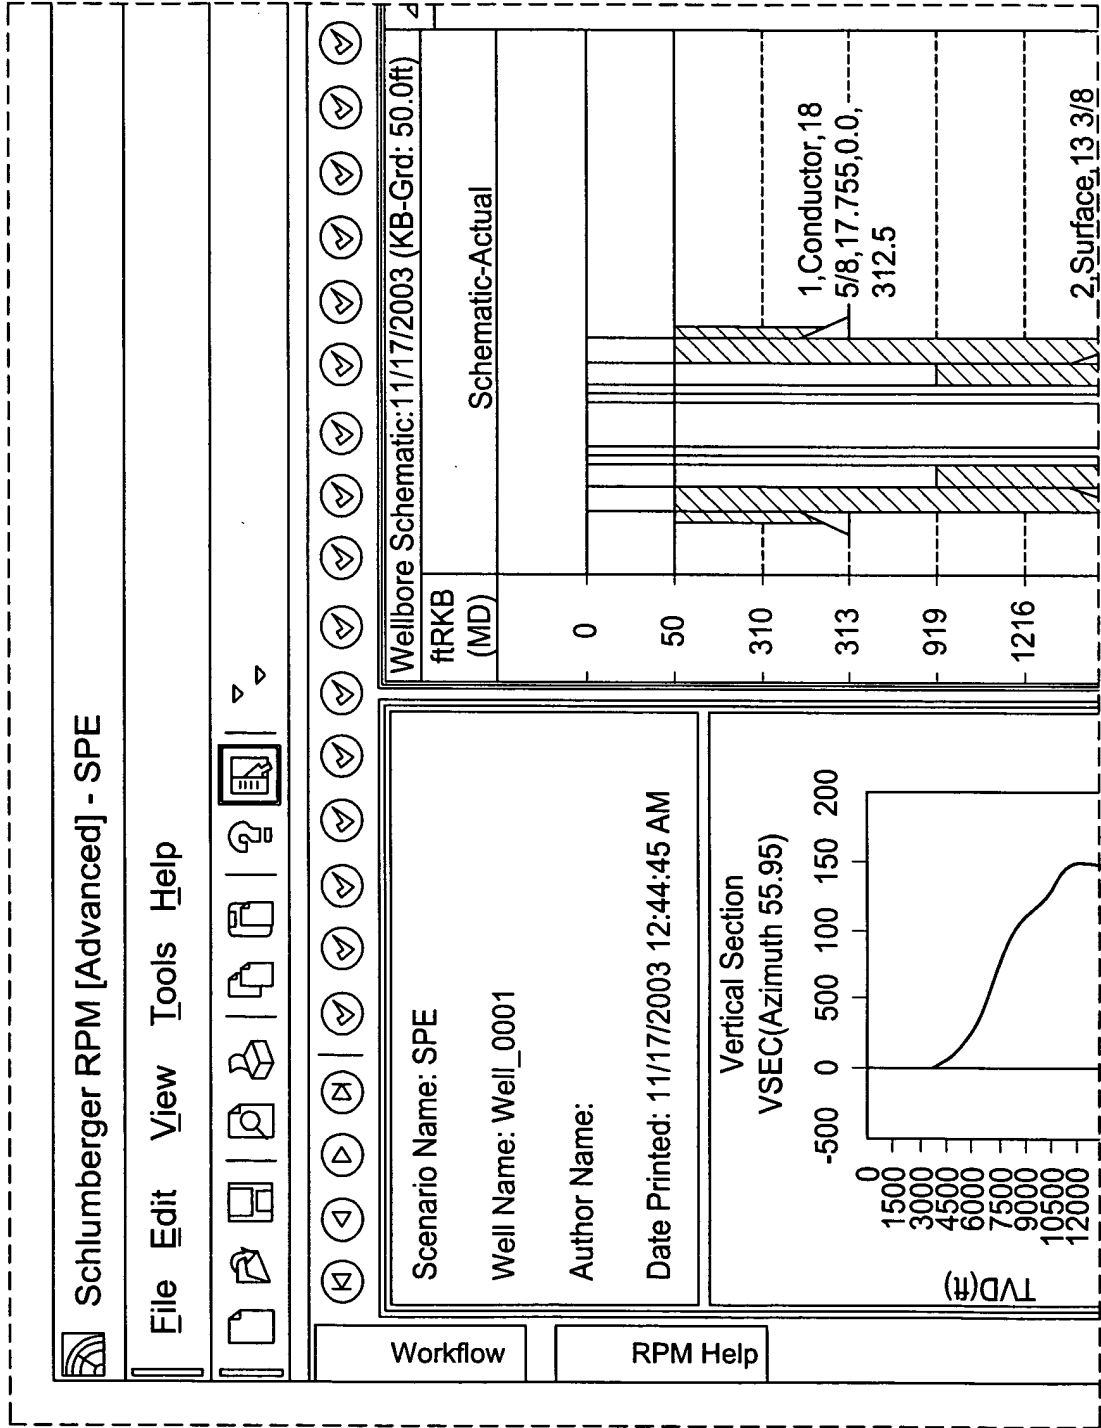 Schlumberger RPM [Advanced] - SPE
File Edit View Tools Help
Workflow
RPM Help
Scenario Name: SPE
Well Name: Well_0001
Author Name:
Date Printed: 11/17/2003 12:44:45 AM
Vertical Section
VSEC(Azimuth 55.95)
-500 0 500 100 150 200
TVD(ft)
0
1500
3000
4500
6000
7500
9000
10500
12000
Wellbore Schematic:11/17/2003 (KB-Grd: 50.0ft)
ftRKB
(MD)
Schematic-Actual
0
50
310
313
919
1216
1,Conductor,18
5/8,17.755,0.0,
312.5
2,Surface,13 3/8